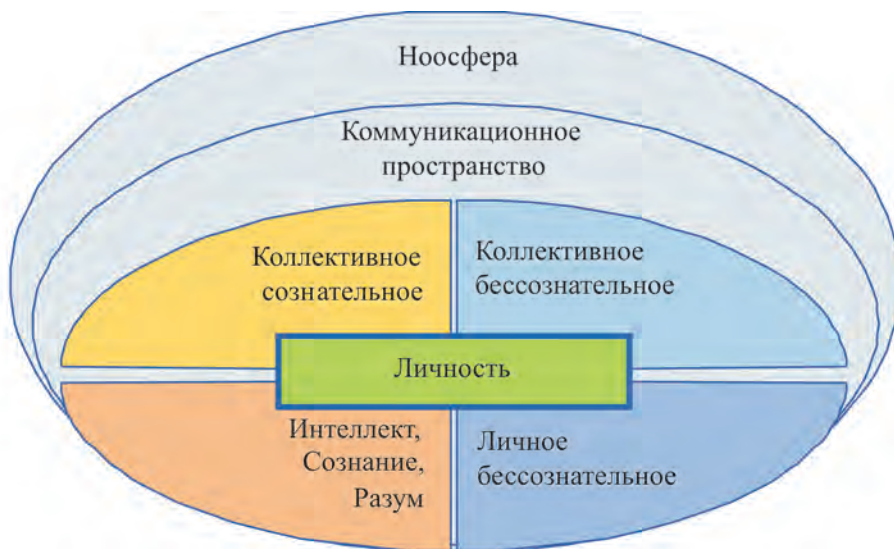 Ноосфера
Коммуникационное
пространство
Коллективное
сознательное
Коллективное
бессознательное
Личность
Интеллект,
Сознание,
Разум
Личное
бессознательное